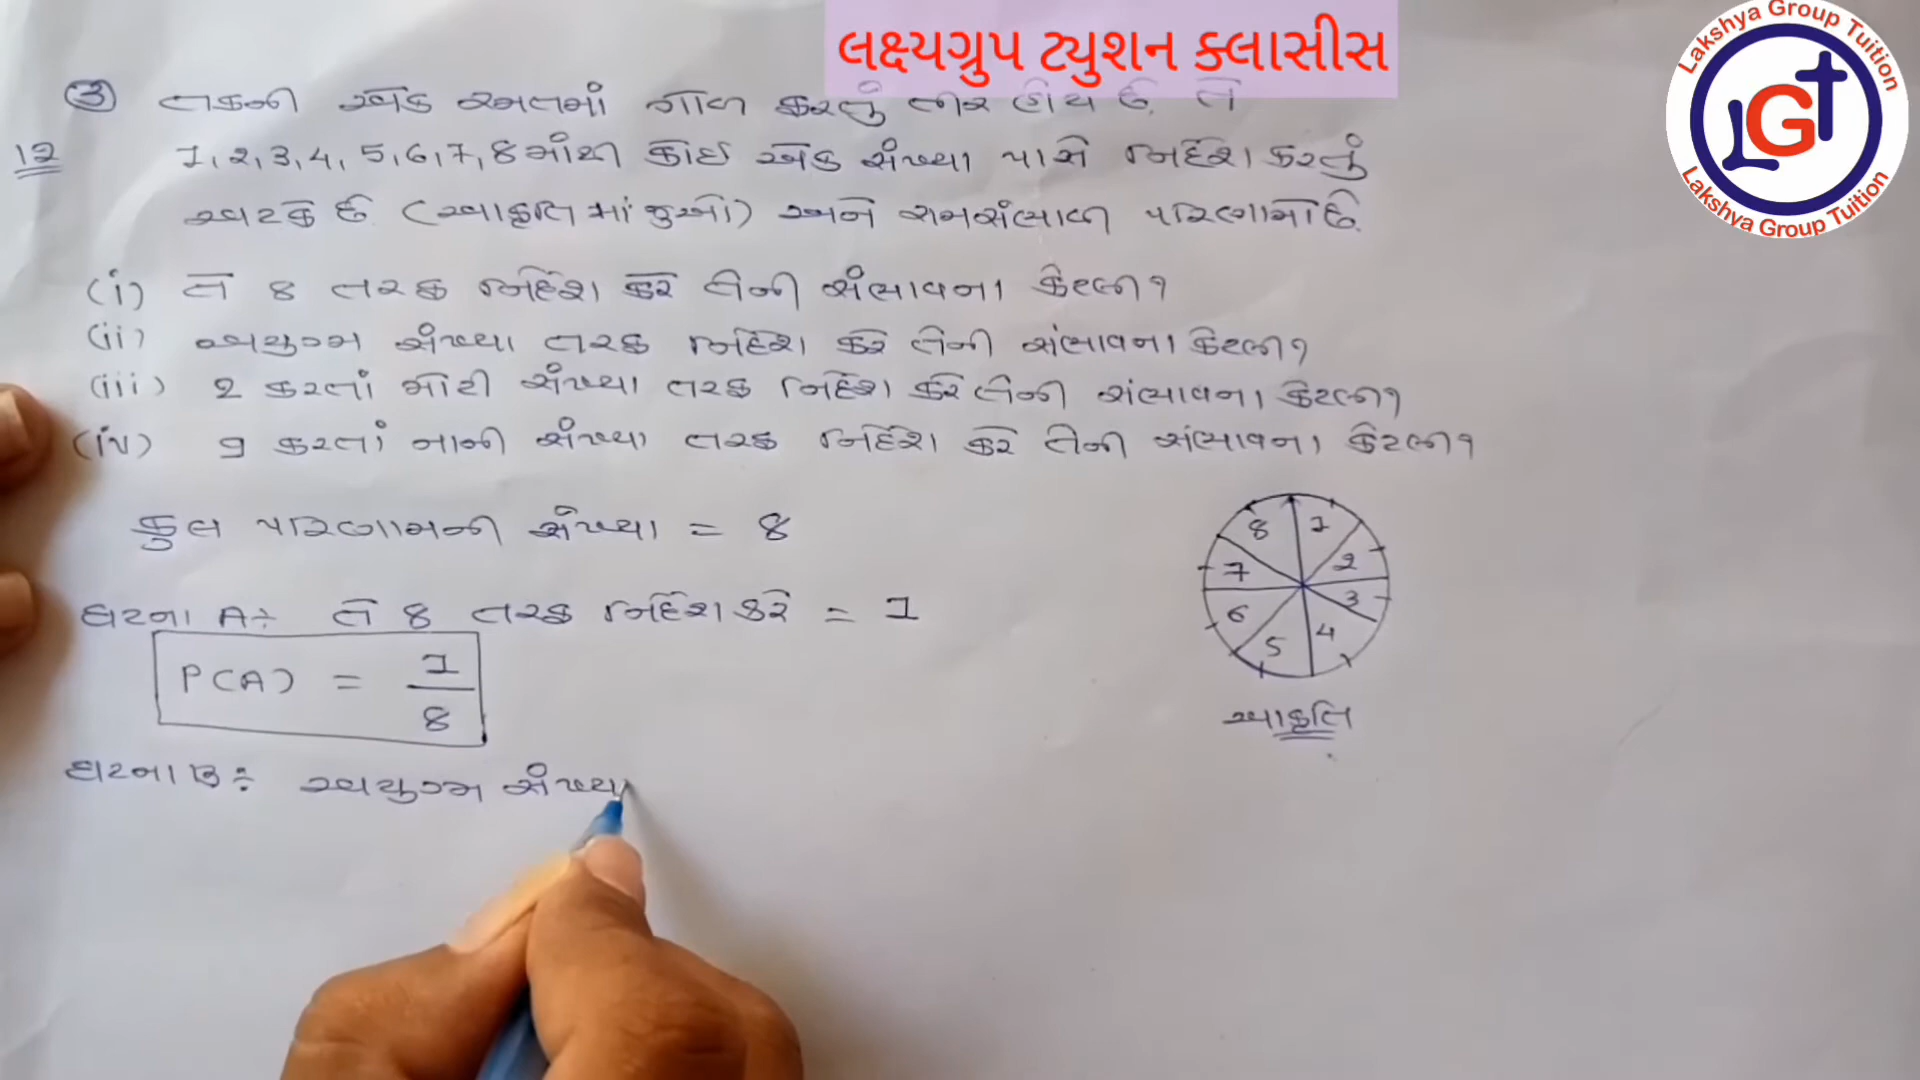 લક્ષ્યગ્રુપ ટ્યુશન ક્લાસીસ
Lakshya Group Tuition
LGT
Lakshya Group Tuition
③ તકની એક રમતમાં ગોળ ફરતું તીર હોય છે. તે
12 1, 2, 3, 4, 5, 6, 7, 8 માંથી કોઇ એક સંખ્યા પાસે નિર્દેશ કરતું
અટકે છે. (આકૃતિમાં જુઓ) અને સમસંભાવી પરિણામો છે.
(i) તે 8 તરફ નિર્દેશ કરે તેની સંભાવના કેટલી?
(ii) અયુગ્મ સંખ્યા તરફ નિર્દેશ કરે તેની સંભાવના કેટલી?
(iii) 2 કરતાં મોટી સંખ્યા તરફ નિર્દેશ કરે તેની સંભાવના કેટલી?
(iv) 9 કરતાં નાની સંખ્યા તરફ નિર્દેશ કરે તેની સંભાવના કેટલી?
કુલ પરિણામની સંખ્યા = 8
ઘટના A÷ તે 8 તરફ નિર્દેશ કરે = 1
P(A) = 1/8
ઘટના B÷ અયુગ્મ સંખ્યા
8 1
7 2
6 3
5 4
આકૃતિ